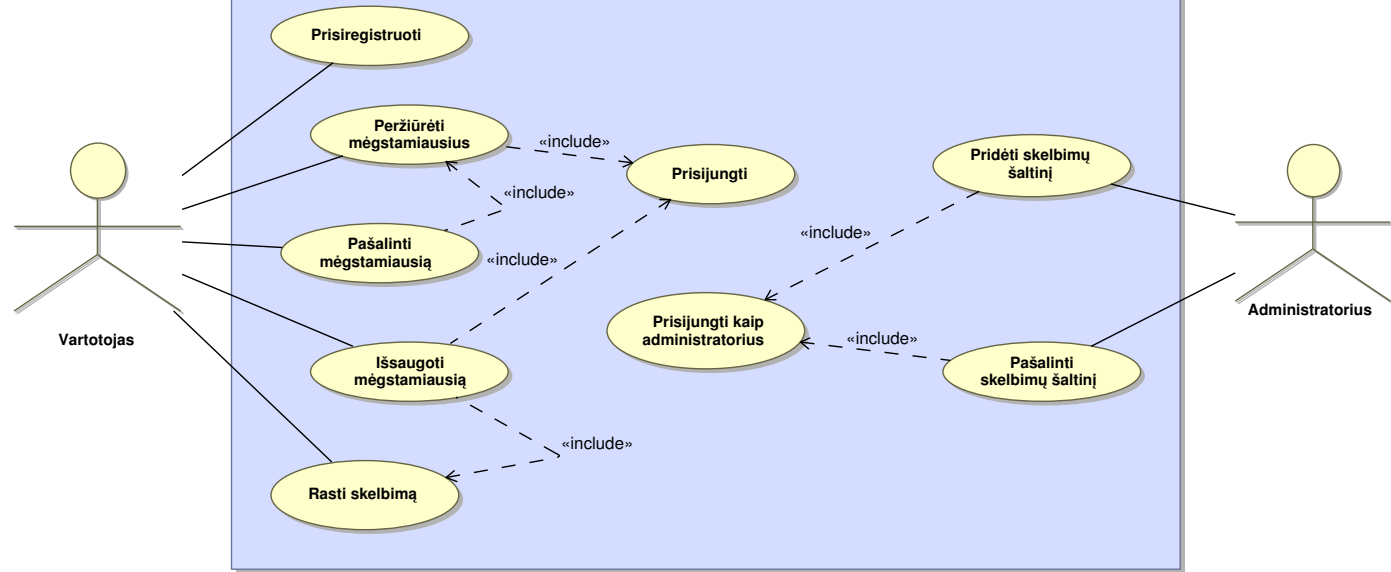 Prisiregistruoti
Peržiūrėti
mėgstamiausius
«include»
Prisijungti
Pridėti skelbimų
šaltinį
«include»
Pašalinti
mėgstamiausią
«include»
«include»
Vartotojas
Administratorius
Prisijungti kaip
administratorius
«include»
Išsaugoti
mėgstamiausią
Pašalinti
skelbimų šaltinį
«include»
Rasti skelbimą